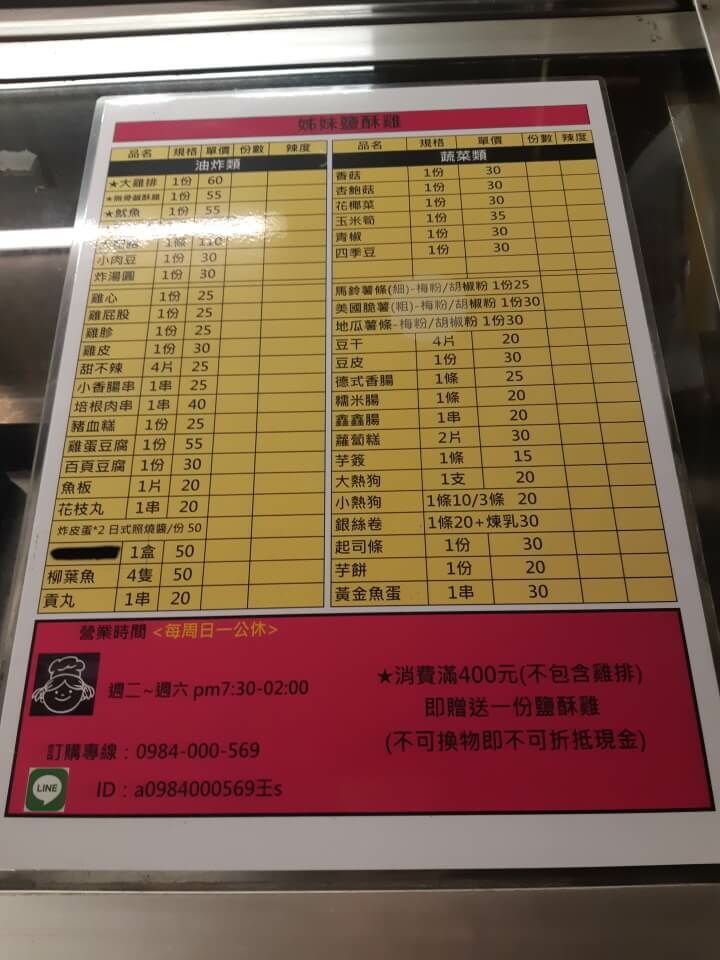 姊妹鹽酥雞
品名 規格 單價 份數 辣度
油炸類
★大雞排 1份 60
★無骨鹹酥雞 1份 55
★魷魚 1份 55
1條 110
小肉豆 1份 30
炸湯圓 1份 30
雞心 1份 25
雞屁股 1份 25
雞胗 1份 25
雞皮 1份 30
甜不辣 4片 25
小香腸串 1串 25
培根肉串 1串 40
豬血糕 1份 25
雞蛋豆腐 1份 55
百頁豆腐 1份 30
魚板 1片 20
花枝丸 1串 20
炸皮蛋*2 日式照燒醬/份 50
1盒 50
柳葉魚 4隻 50
貢丸 1串 20
品名 規格 單價 份數 辣度
蔬菜類
香菇 1份 30
杏鮑菇 1份 30
花椰菜 1份 30
玉米筍 1份 35
青椒 1份 30
四季豆 1份 30
馬鈴薯條(細)-梅粉/胡椒粉 1份25
美國脆薯(粗)-梅粉/胡椒粉 1份30
地瓜薯條-梅粉/胡椒粉 1份30
豆干 4片 20
豆皮 1份 30
德式香腸 1條 25
糯米腸 1條 20
鑫鑫腸 1串 20
蘿蔔糕 2片 30
芋簽 1條 15
大熱狗 1支 20
小熱狗 1條10/3條 20
銀絲卷 1條20+煉乳30
起司條 1份 30
芋餅 1份 20
黃金魚蛋 1串 30
營業時間 <每周日一公休>
週二~週六 pm7:30-02:00
訂購專線：0984-000-569
LINE ID：a0984000569王s
★消費滿400元(不包含雞排)
即贈送一份鹽酥雞
(不可換物即不可折抵現金)